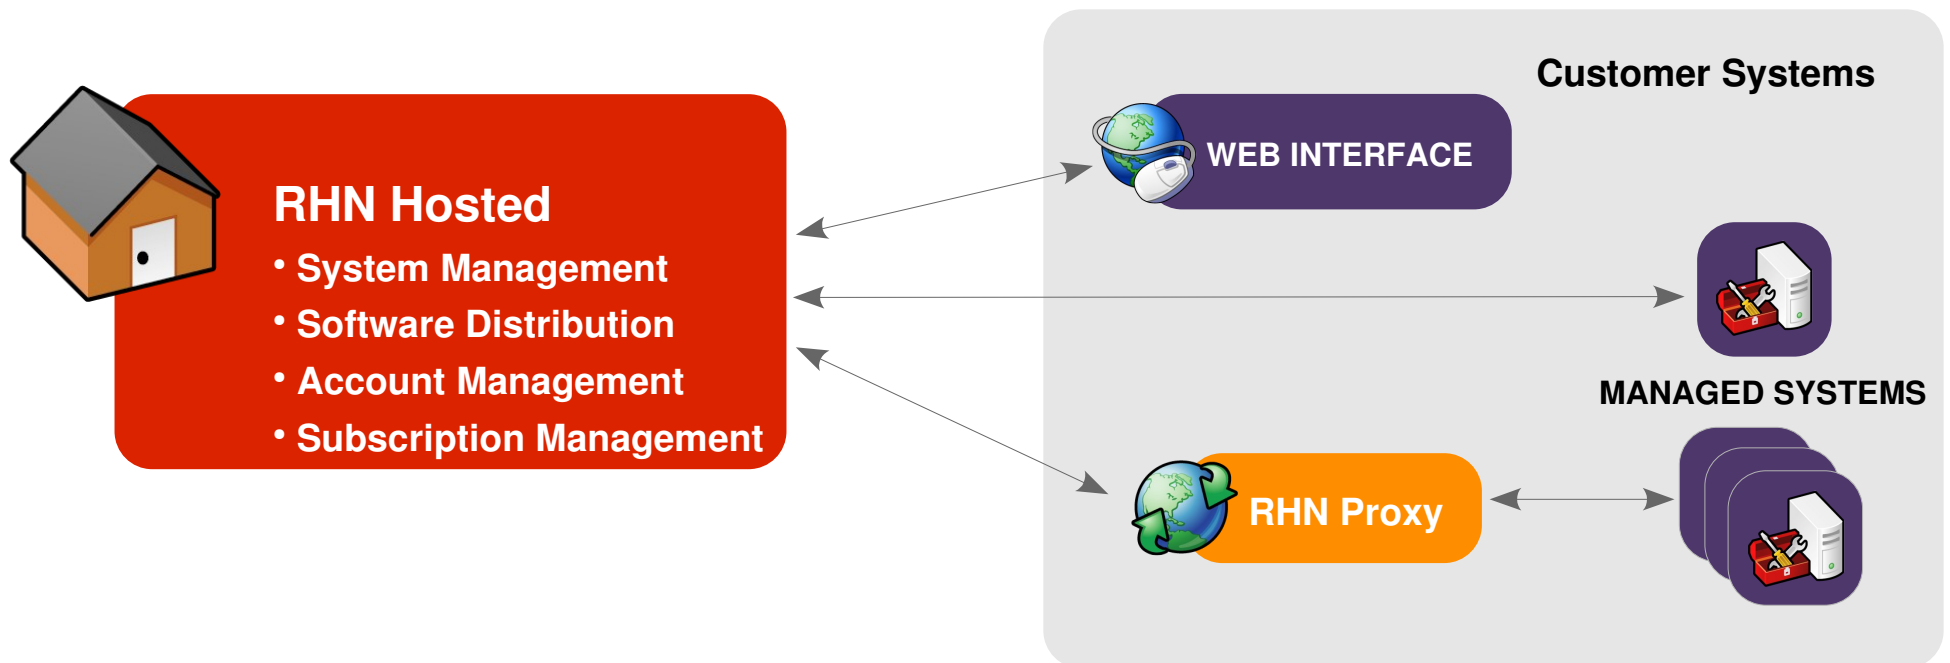 RHN Hosted
• System Management
• Software Distribution
• Account Management
• Subscription Management
Customer Systems
WEB INTERFACE
MANAGED SYSTEMS
RHN Proxy